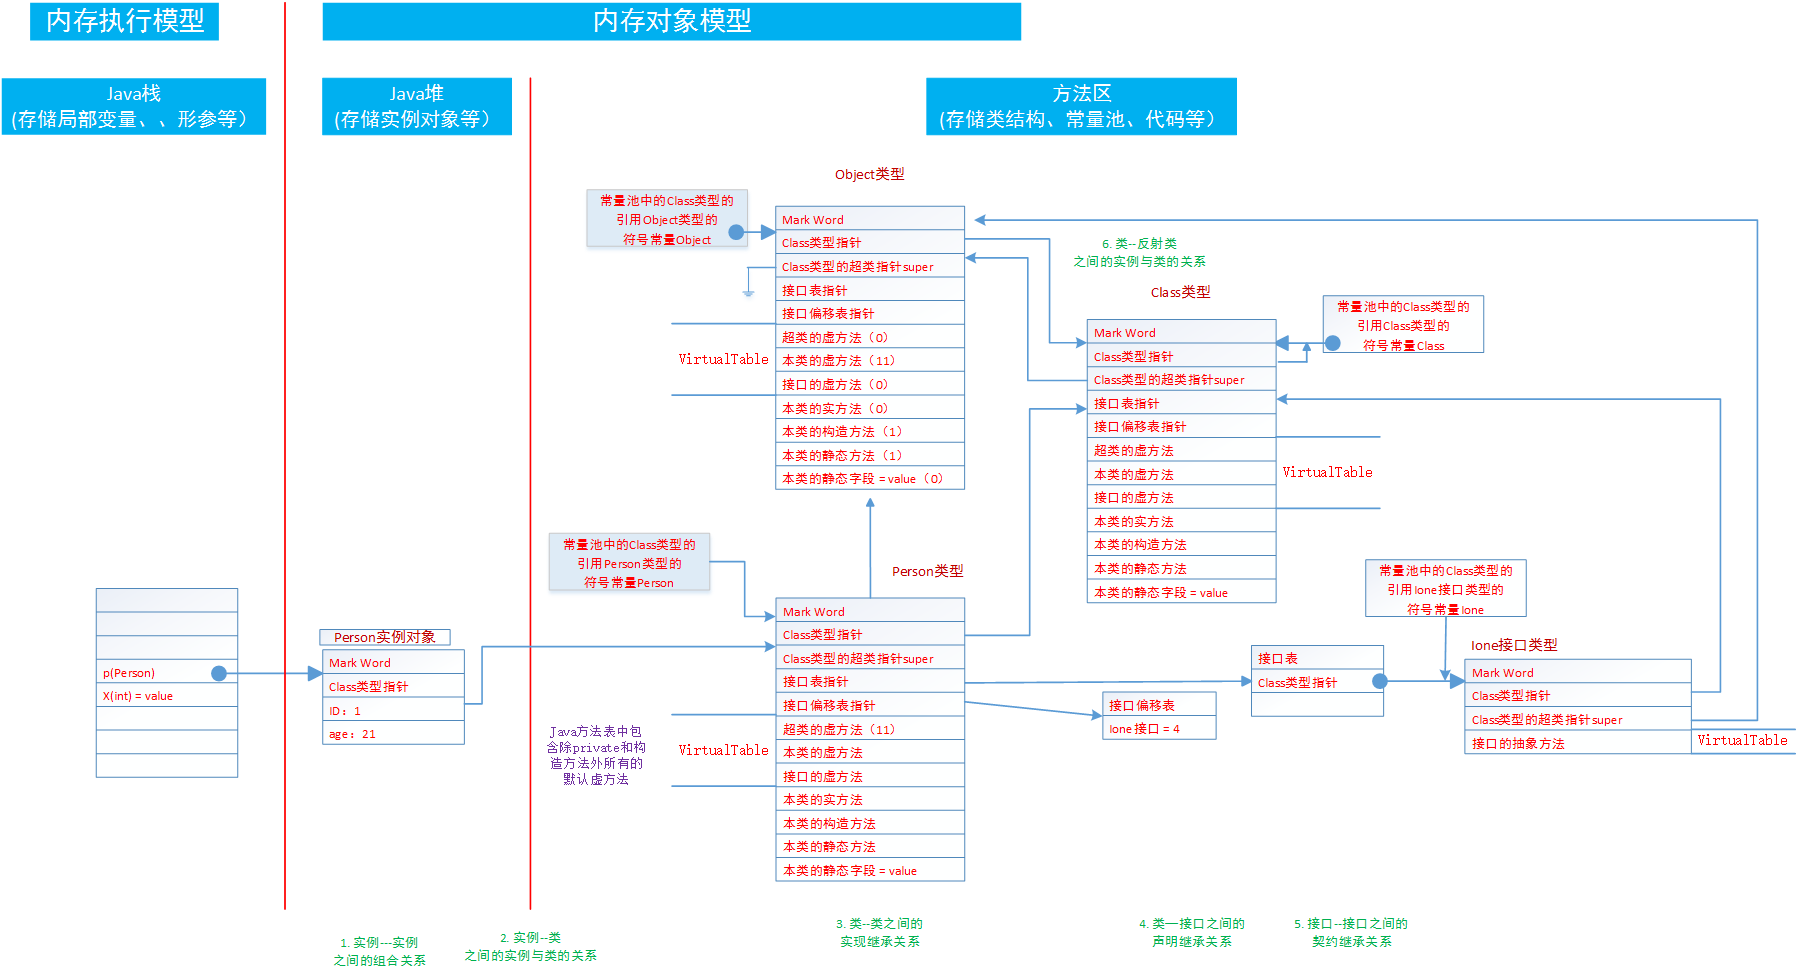 内存执行模型
内存对象模型
Java栈
(存储局部变量、、形参等）
Java堆
(存储实例对象等）
方法区
(存储类结构、常量池、代码等）
Object类型
常量池中的Class类型的
引用Object类型的
符号常量Object
Mark Word
Class类型指针
Class类型的超类指针super
接口表指针
接口偏移表指针
超类的虚方法（0）
本类的虚方法（11）
接口的虚方法（0）
本类的实方法（0）
本类的构造方法（1）
本类的静态方法（1）
本类的静态字段 = value（0）
VirtualTable
6. 类--反射类
之间的实例与类的关系
Class类型
常量池中的Class类型的
引用Class类型的
符号常量Class
Mark Word
Class类型指针
Class类型的超类指针super
接口表指针
接口偏移表指针
超类的虚方法
本类的虚方法
接口的虚方法
本类的实方法
本类的构造方法
本类的静态方法
本类的静态字段 = value
VirtualTable
常量池中的Class类型的
引用Person类型的
符号常量Person
Person类型
Mark Word
Class类型指针
Class类型的超类指针super
接口表指针
接口偏移表指针
超类的虚方法（11）
本类的虚方法
接口的虚方法
本类的实方法
本类的构造方法
本类的静态方法
本类的静态字段 = value
VirtualTable
Java方法表中包
含除private和构
造方法外所有的
默认虚方法
p(Person)
X(int) = value
Person实例对象
Mark Word
Class类型指针
ID：1
age：21
接口表
Class类型指针
接口偏移表
Ione接口 = 4
常量池中的Class类型的
引用Ione接口类型的
符号常量Ione
Ione接口类型
Mark Word
Class类型指针
Class类型的超类指针super
接口的抽象方法
VirtualTable
1. 实例---实例
之间的组合关系
2. 实例--类
之间的实例与类的关系
3. 类--类之间的
实现继承关系
4. 类—接口之间的
声明继承关系
5. 接口--接口之间的
契约继承关系